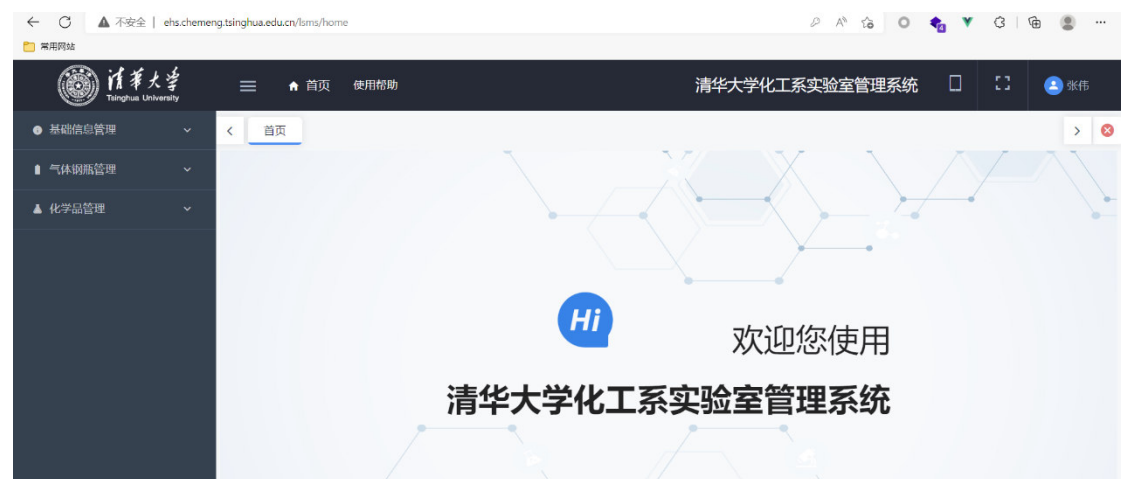 不安全 | ehs.chemeng.tsinghua.edu.cn/lsms/home
常用网站
清华大学
Tsinghua University
首页 使用帮助
清华大学化工系实验室管理系统
张伟
基础信息管理
首页
气体钢瓶管理
化学品管理
Hi
欢迎您使用
清华大学化工系实验室管理系统